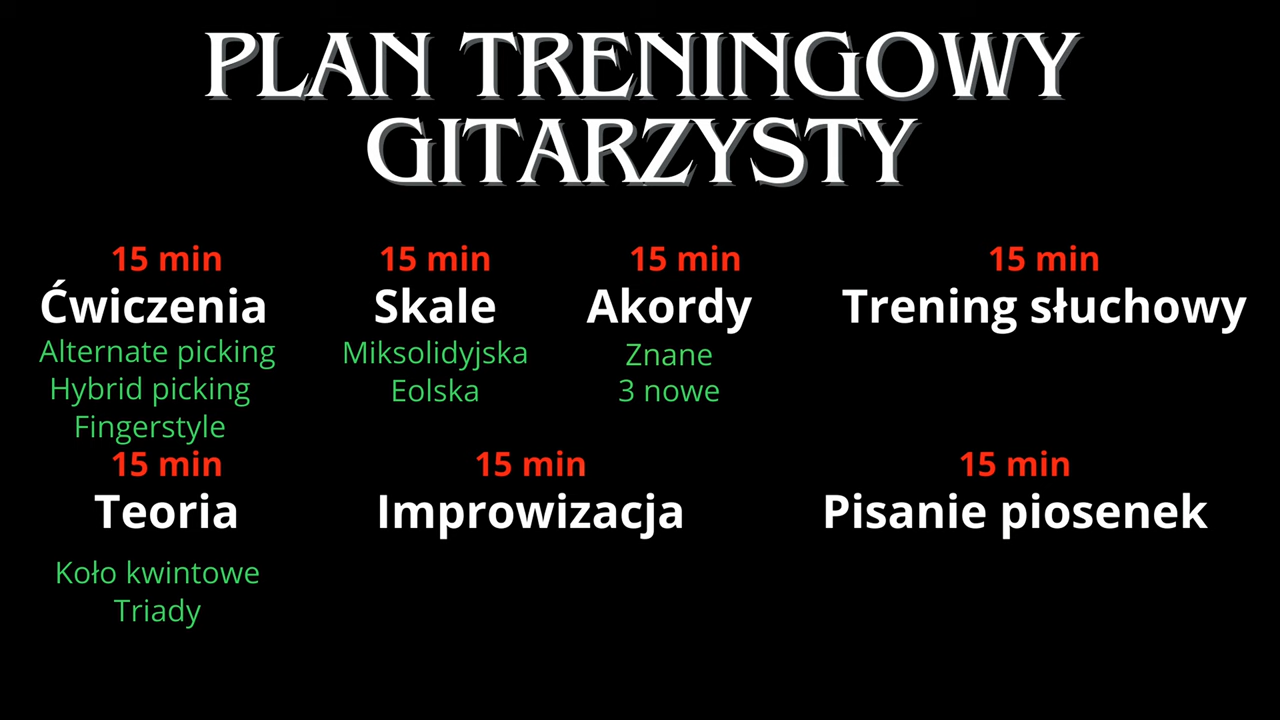 PLAN TRENINGOWY
GITARZYSTY
15 min
Ćwiczenia
Alternate picking
Hybrid picking
Fingerstyle
15 min
Skale
Miksolidyjska
Eolska
15 min
Akordy
Znane
3 nowe
15 min
Trening słuchowy
15 min
Teoria
Koło kwintowe
Triady
15 min
Improwizacja
15 min
Pisanie piosenek